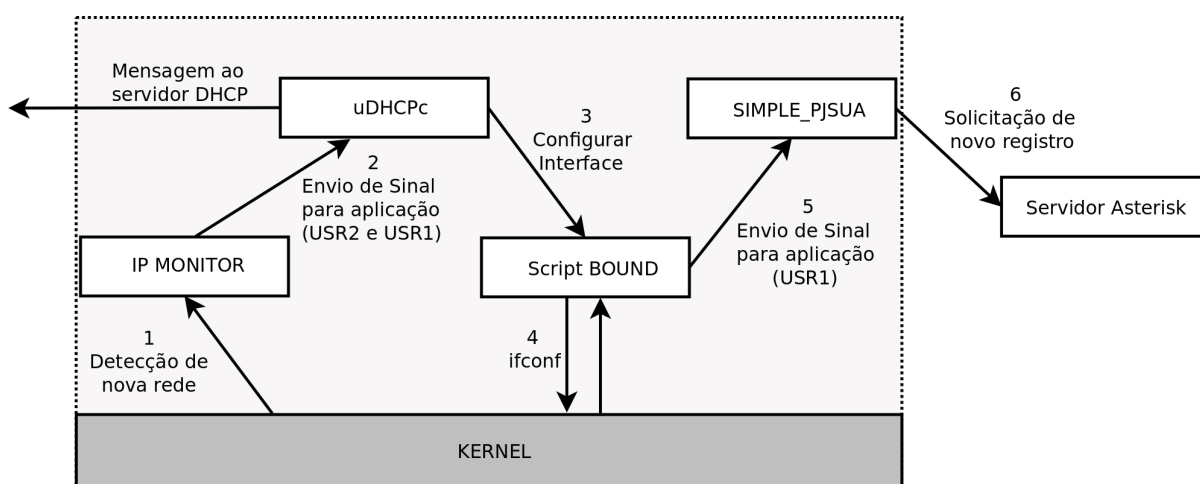 Mensagem ao
servidor DHCP
uDHCPc
SIMPLE_PJSUA
6
Solicitação de
novo registro
3
Configurar
Interface
2
Envio de Sinal
para aplicação
(USR2 e USR1)
5
Envio de Sinal
para aplicação
(USR1)
Servidor Asterisk
IP MONITOR
Script BOUND
1
Detecção de
nova rede
4
ifconf
KERNEL